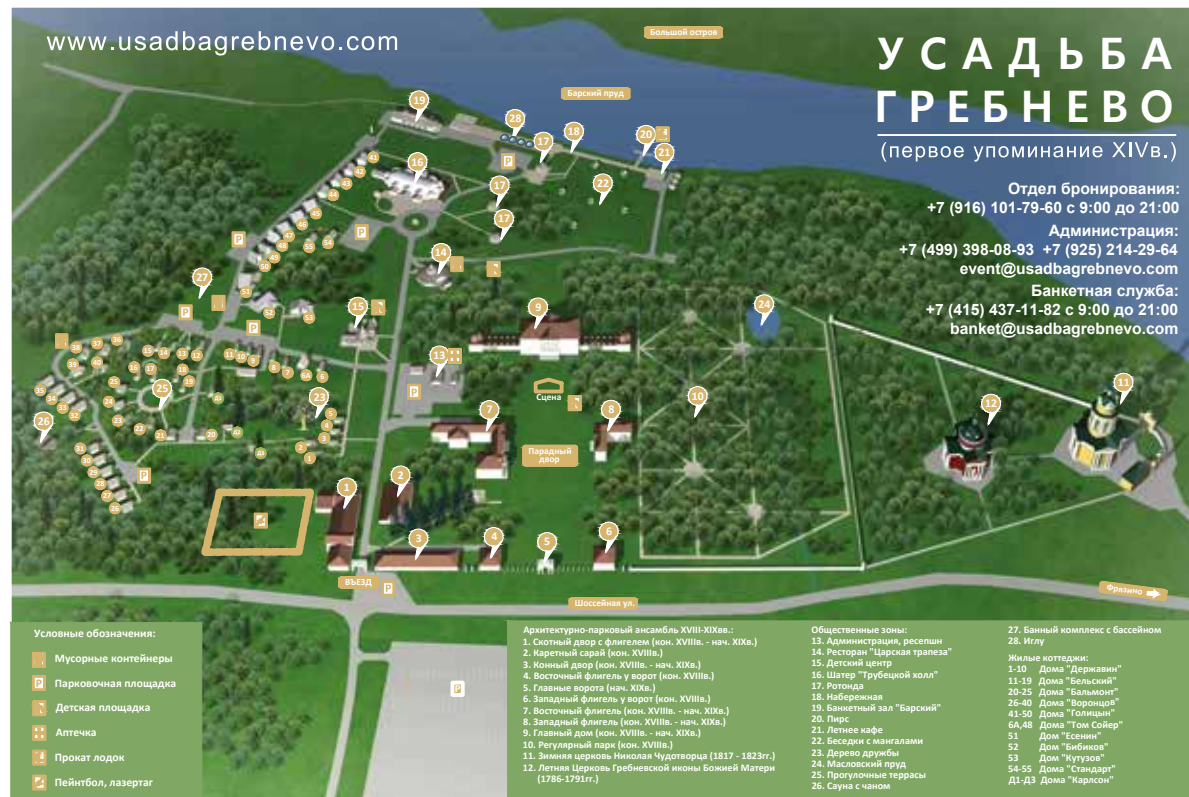 www.usadbagrebnevo.com
УСАДЬБА
ГРЕБНЕВО
(первое упоминание XIVв.)
Отдел бронирования:
+7 (916) 101-79-60 с 9:00 до 21:00
Администрация:
+7 (499) 398-08-93 +7 (925) 214-29-64
event@usadbagrebnevo.com
Банкетная служба:
+7 (415) 437-11-82 с 9:00 до 21:00
banket@usadbagrebnevo.com
Большой остров
Барский пруд
Сцена
Парадный
двор
ВЪЕЗД
Шоссейная ул.
Фрязино
Условные обозначения:
Мусорные контейнеры
Парковочная площадка
Детская площадка
Аптечка
Прокат лодок
Пейнтбол, лазертаг
Архитектурно-парковый ансамбль XVIII-XIXвв.:
1. Скотный двор с флигелем (кон. XVIIIв. - нач. XIXв.)
2. Каретный сарай (кон. XVIIIв.)
3. Конный двор (кон. XVIIIв. - нач. XIXв.)
4. Восточный флигель у ворот (кон. XVIIIв.)
5. Главные ворота (нач. XIXв.)
6. Западный флигель у ворот (кон. XVIIIв.)
7. Восточный флигель (кон. XVIIIв. - нач. XIXв.)
8. Западный флигель (кон. XVIIIв. - нач. XIXв.)
9. Главный дом (кон. XVIIIв. - нач. XIXв.)
10. Регулярный парк (кон. XVIIIв.)
11. Зимняя церковь Николая Чудотворца (1817 - 1823гг.)
12. Летняя Церковь Гребневской иконы Божией Матери
(1786-1791гг.)
Общественные зоны:
13. Администрация, ресепшн
14. Ресторан "Царская трапеза"
15. Детский центр
16. Шатер "Трубецкой холл"
17. Ротонда
18. Набережная
19. Банкетный зал "Барский"
20. Пирс
21. Летнее кафе
22. Беседки с мангалами
23. Дерево дружбы
24. Масловский пруд
25. Прогулочные террасы
26. Сауна с чаном
27. Банный комплекс с бассейном
28. Иглу
Жилые коттеджи:
1-10 Дома "Державин"
11-19 Дома "Бельский"
20-25 Дома "Бальмонт"
26-40 Дома "Воронцов"
41-50 Дома "Голицын"
6А,48 Дома "Том Сойер"
51 Дом "Есенин"
52 Дом "Бибиков"
53 Дом "Кутузов"
54-55 Дома "Стандарт"
Д1-Д3 Дома "Карлсон"